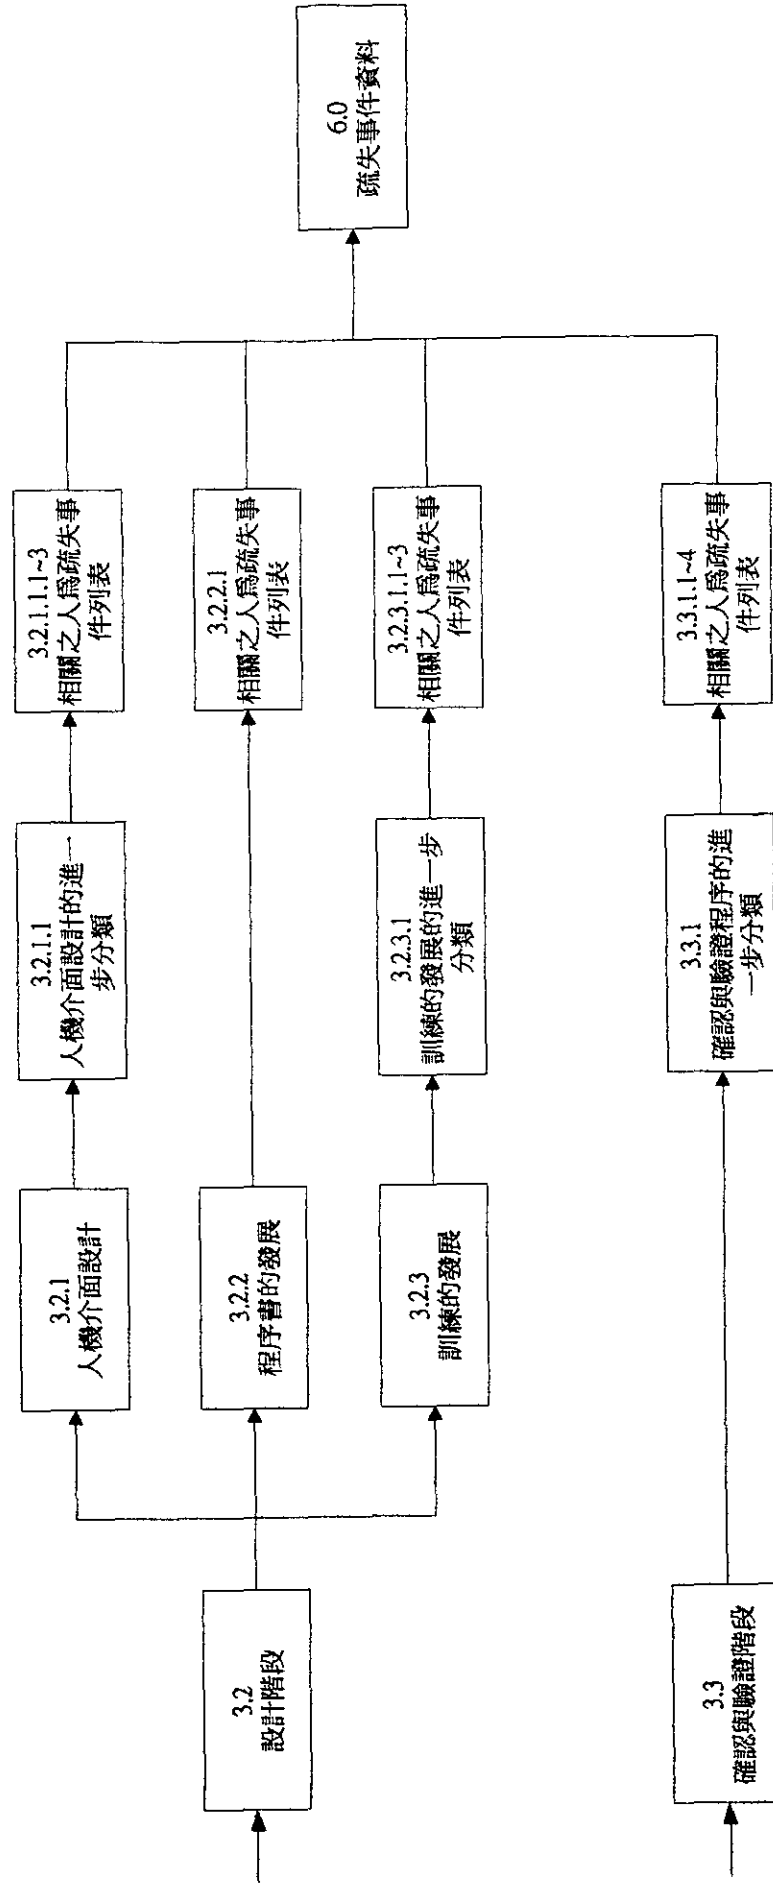 3.2
設計階段
3.2.1
人機介面設計
3.2.1.1
人機介面設計的進一
步分類
3.2.1.1.1~3
相關之人爲疏失事
件列表
3.2.2
程序書的發展
3.2.2.1
相關之人爲疏失事
件列表
3.2.3
訓練的發展
3.2.3.1
訓練的發展的進一步
分類
3.2.3.1.1~3
相關之人爲疏失事
件列表
3.3
確認與驗證階段
3.3.1
確認與驗證程序的進
一步分類
3.3.1.1~4
相關之人爲疏失事
件列表
6.0
疏失事件資料